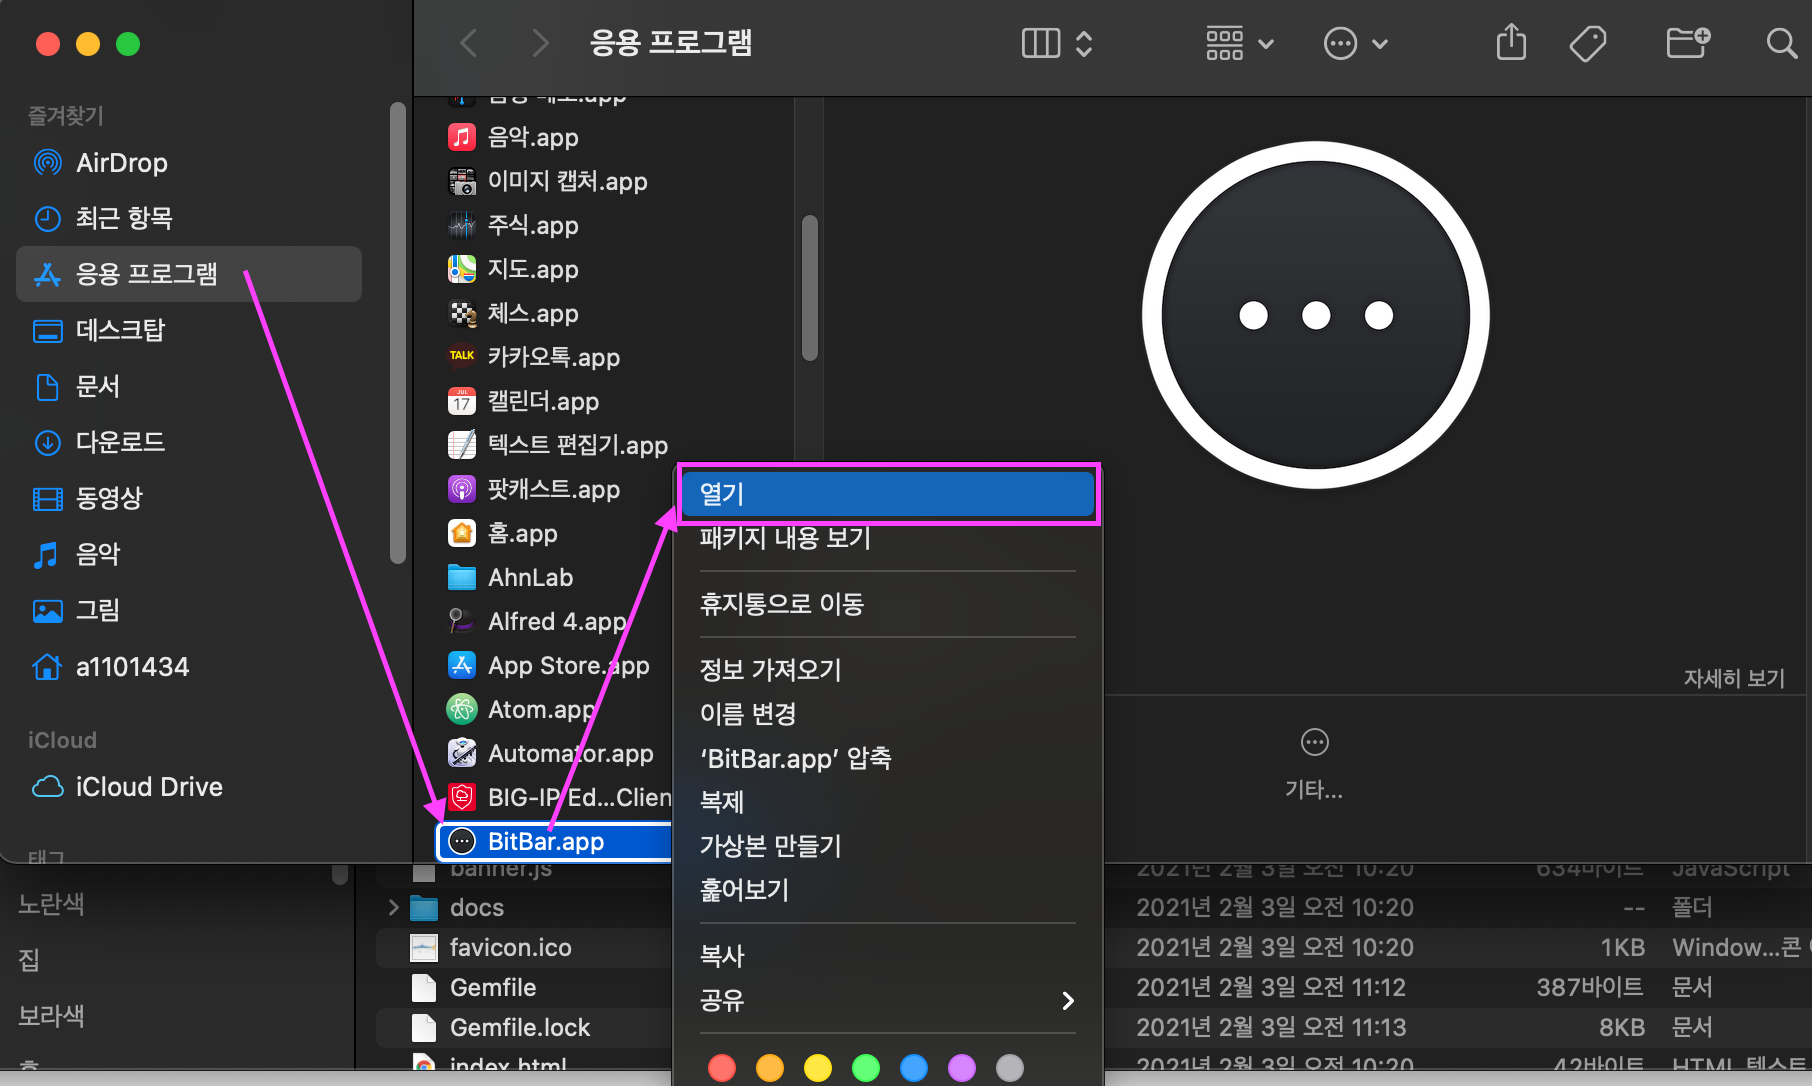 응용 프로그램
즐겨찾기
AirDrop
최근 항목
응용 프로그램
데스크탑
문서
다운로드
동영상
음악
그림
a1101434
iCloud
iCloud Drive
태그
노란색
집
보라색
음성 메모.app
음악.app
이미지 캡처.app
주식.app
지도.app
체스.app
TALK
카카오톡.app
JUL
17
캘린더.app
텍스트 편집기.app
팟캐스트.app
홈.app
AhnLab
Alfred 4.app
App Store.app
Atom.app
Automator.app
BIG-IP Ed...Clien
BitBar.app
열기
패키지 내용 보기
휴지통으로 이동
정보 가져오기
이름 변경
‘BitBar.app’ 압축
복제
가상본 만들기
훑어보기
복사
공유
자세히 보기
기타...
banner.js 2021년 2월 3일 오전 10:20 634바이트 JavaScript
docs 2021년 2월 3일 오전 10:20 -- 폴더
favicon.ico 2021년 2월 3일 오전 10:20 1KB Window...콘
Gemfile 2021년 2월 3일 오전 11:12 387바이트 문서
Gemfile.lock 2021년 2월 3일 오전 11:13 8KB 문서
index.html 2021년 2월 3일 오전 10:20 42바이트 HTML 텍스트